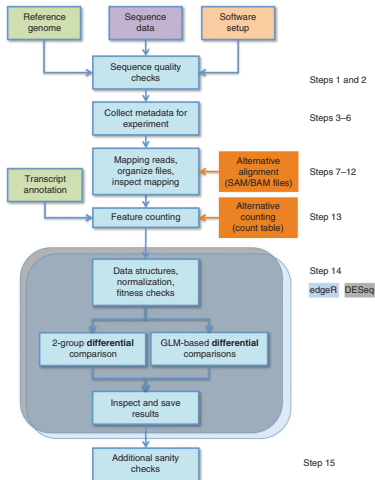 Reference
genome
Sequence
data
Software
setup
Sequence quality
checks
Steps 1 and 2
Collect metadata for
experiment
Steps 3–6
Mapping reads,
organize files,
inspect mapping
Alternative
alignment
(SAM/BAM files)
Steps 7–12
Transcript
annotation
Feature counting
Alternative
counting
(count table)
Step 13
Data structures,
normalization,
fitness checks
Step 14
edgeR DESeq
2-group differential
comparison
GLM-based differential
comparisons
Inspect and save
results
Additional sanity
checks
Step 15